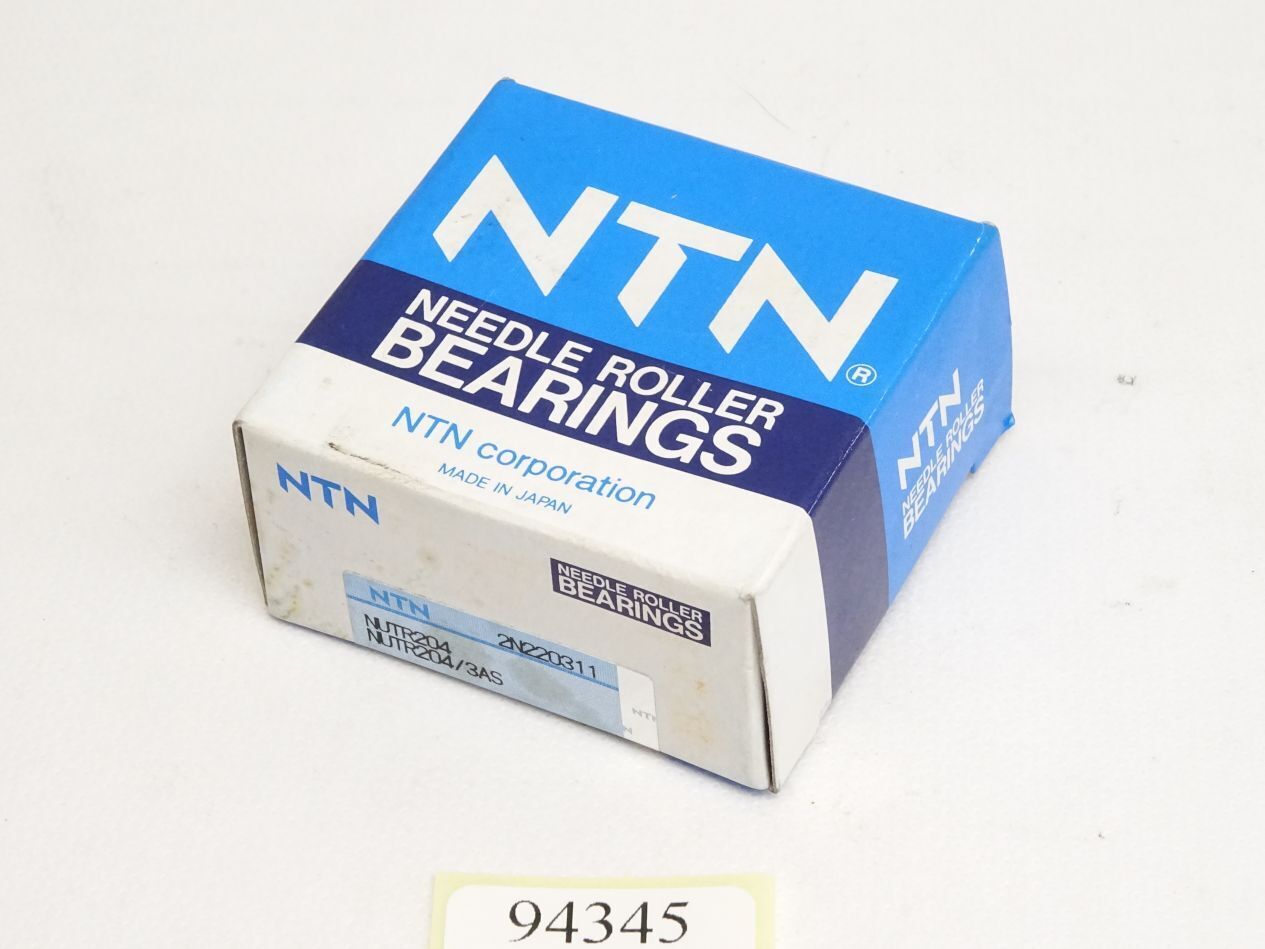 NTN
®
NEEDLE ROLLER
BEARINGS
NTN corporation
MADE IN JAPAN
NTN
NEEDLE ROLLER
BEARINGS
NTN
NEEDLE ROLLER
BEARINGS
NTN
NUTR204 2N220311
NUTR204/3AS
NTN
94345